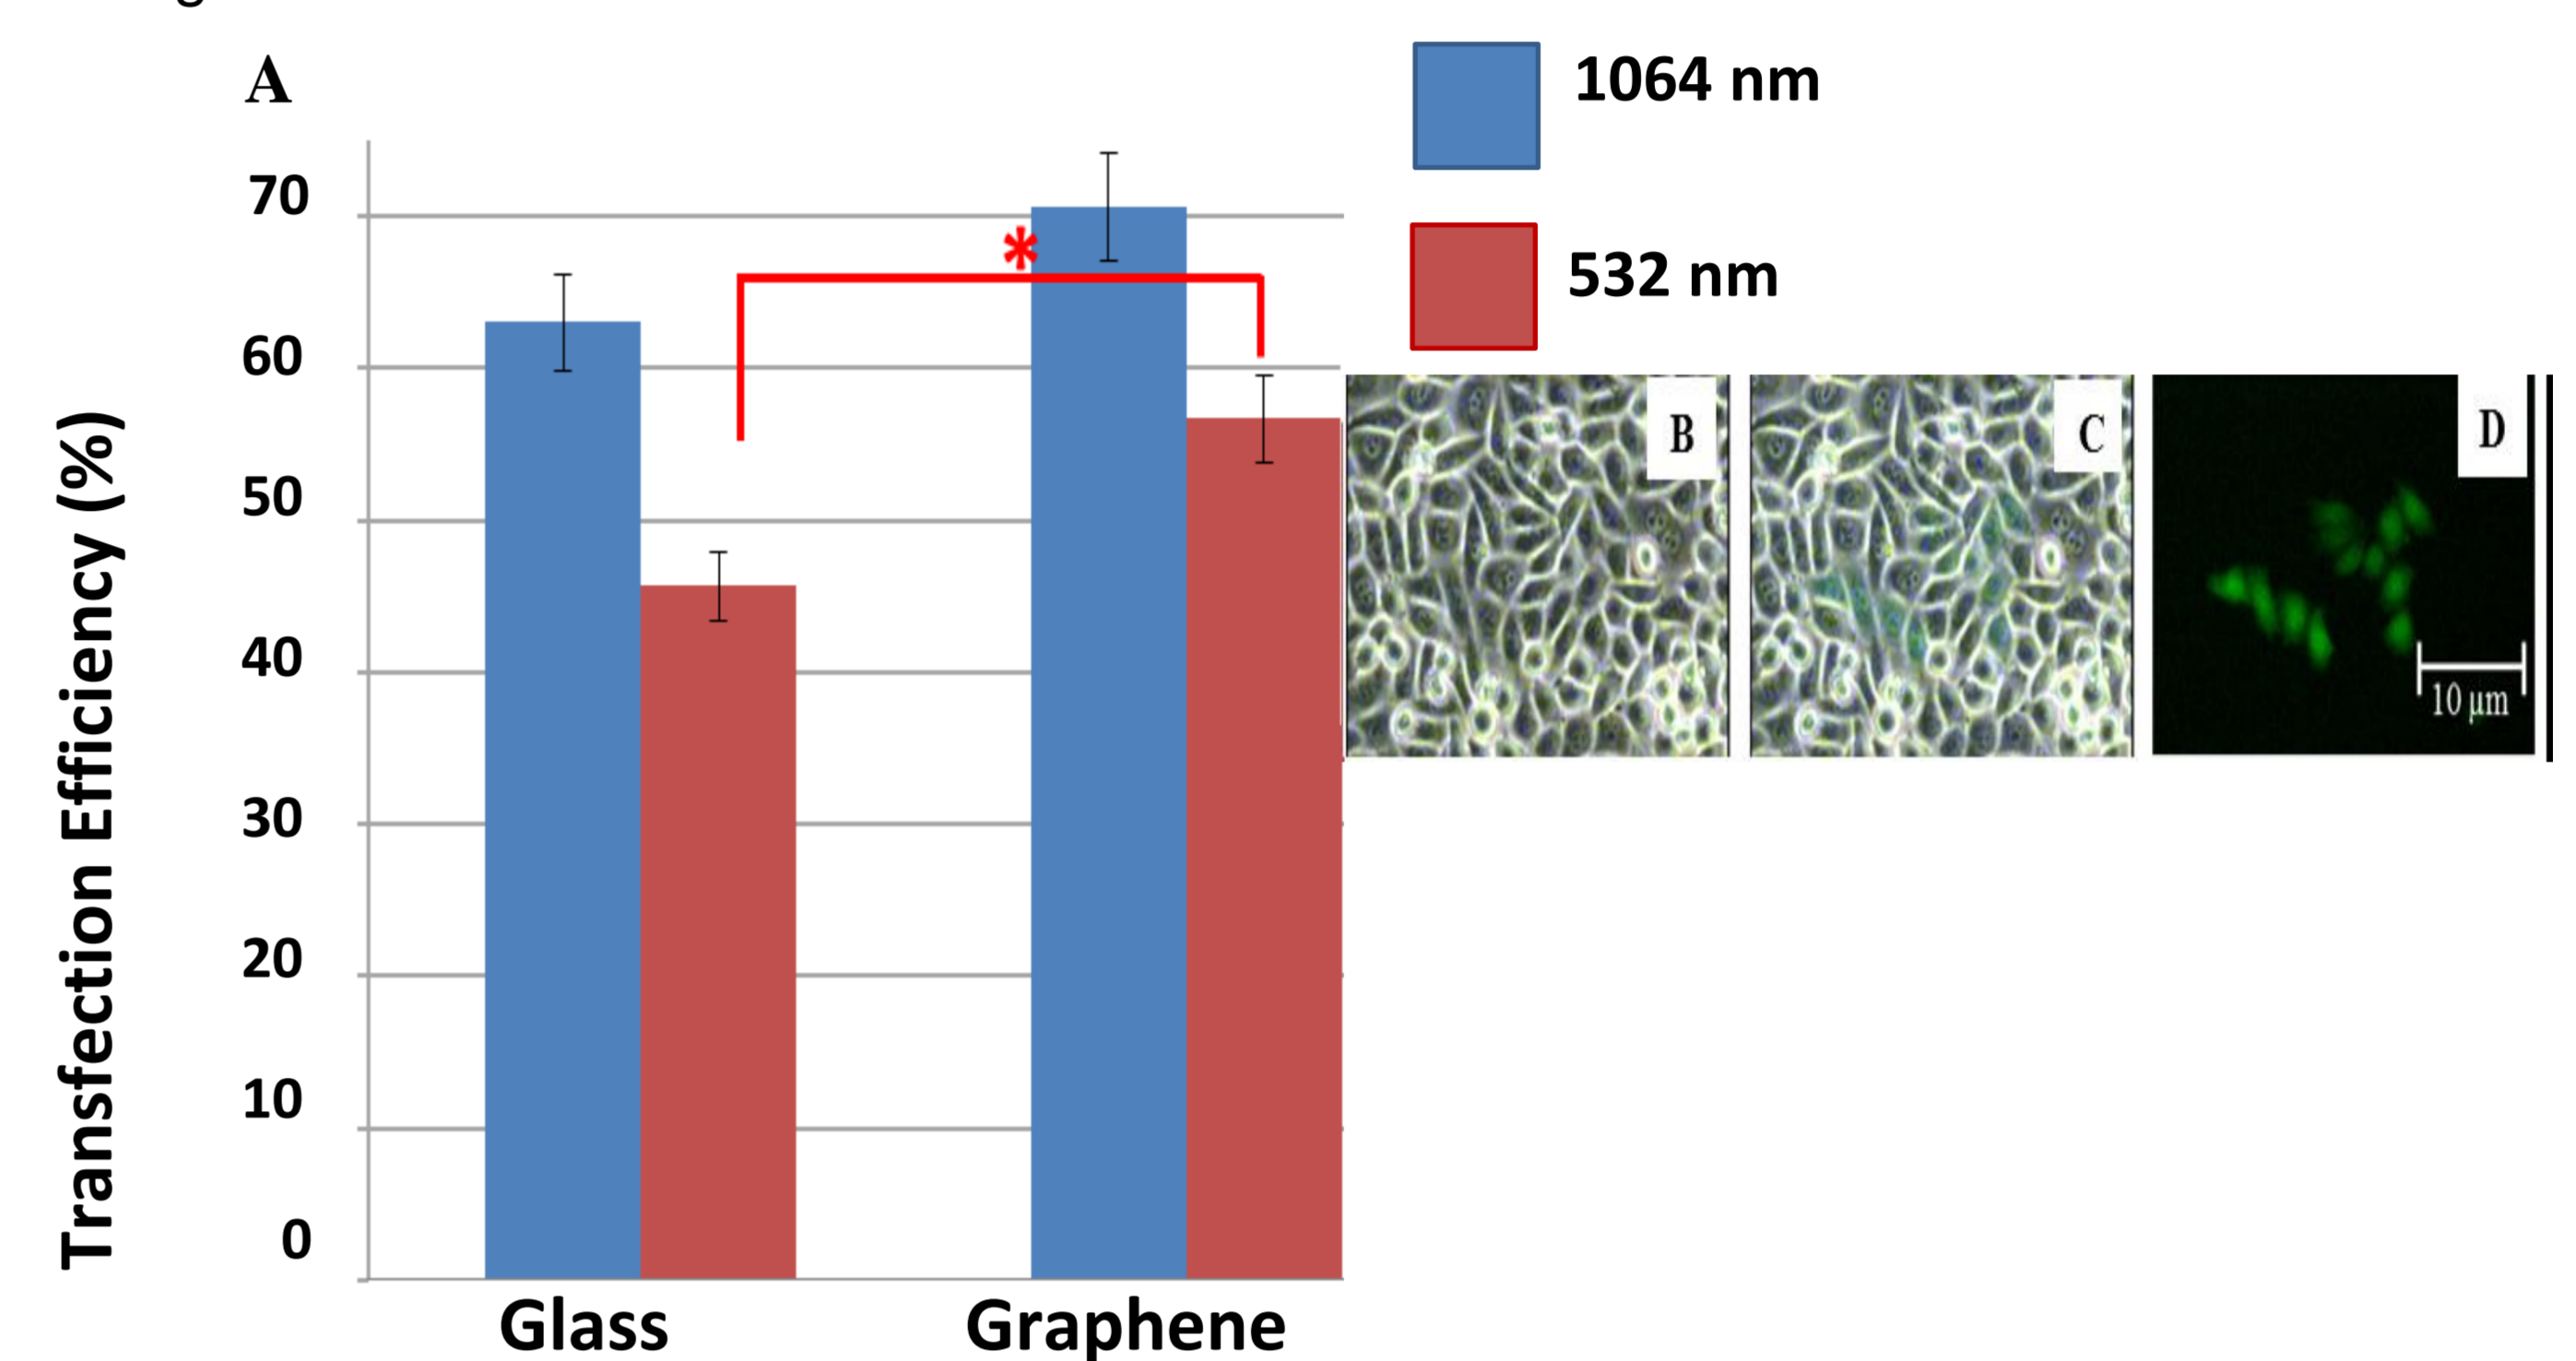 A
1064 nm
532 nm
*
Transfection Efficiency (%)
70
60
50
40
30
20
10
0
Glass
Graphene
B
C
D
10 µm